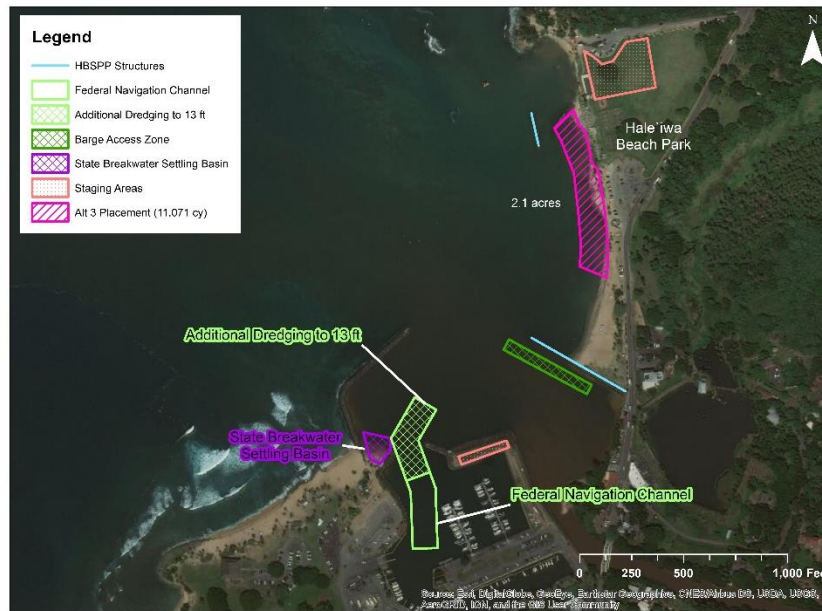 Legend
HBSPP Structures
Federal Navigation Channel
Additional Dredging to 13 ft
Barge Access Zone
State Breakwater Settling Basin
Staging Areas
Alt 3 Placement (11.071 cy)
N
Hale`iwa
Beach Park
2.1 acres
Additional Dredging to 13 ft
State Breakwater
Settling Basin
Federal Navigation Channel
0 250 500 1,000 Fee
Source: Esri, DigitalGlobe, GeoEye, Earthstar Geographics, CNES/Airbus DS, USDA, USGS,
AeroGRID, IGN, and the GIS User Community